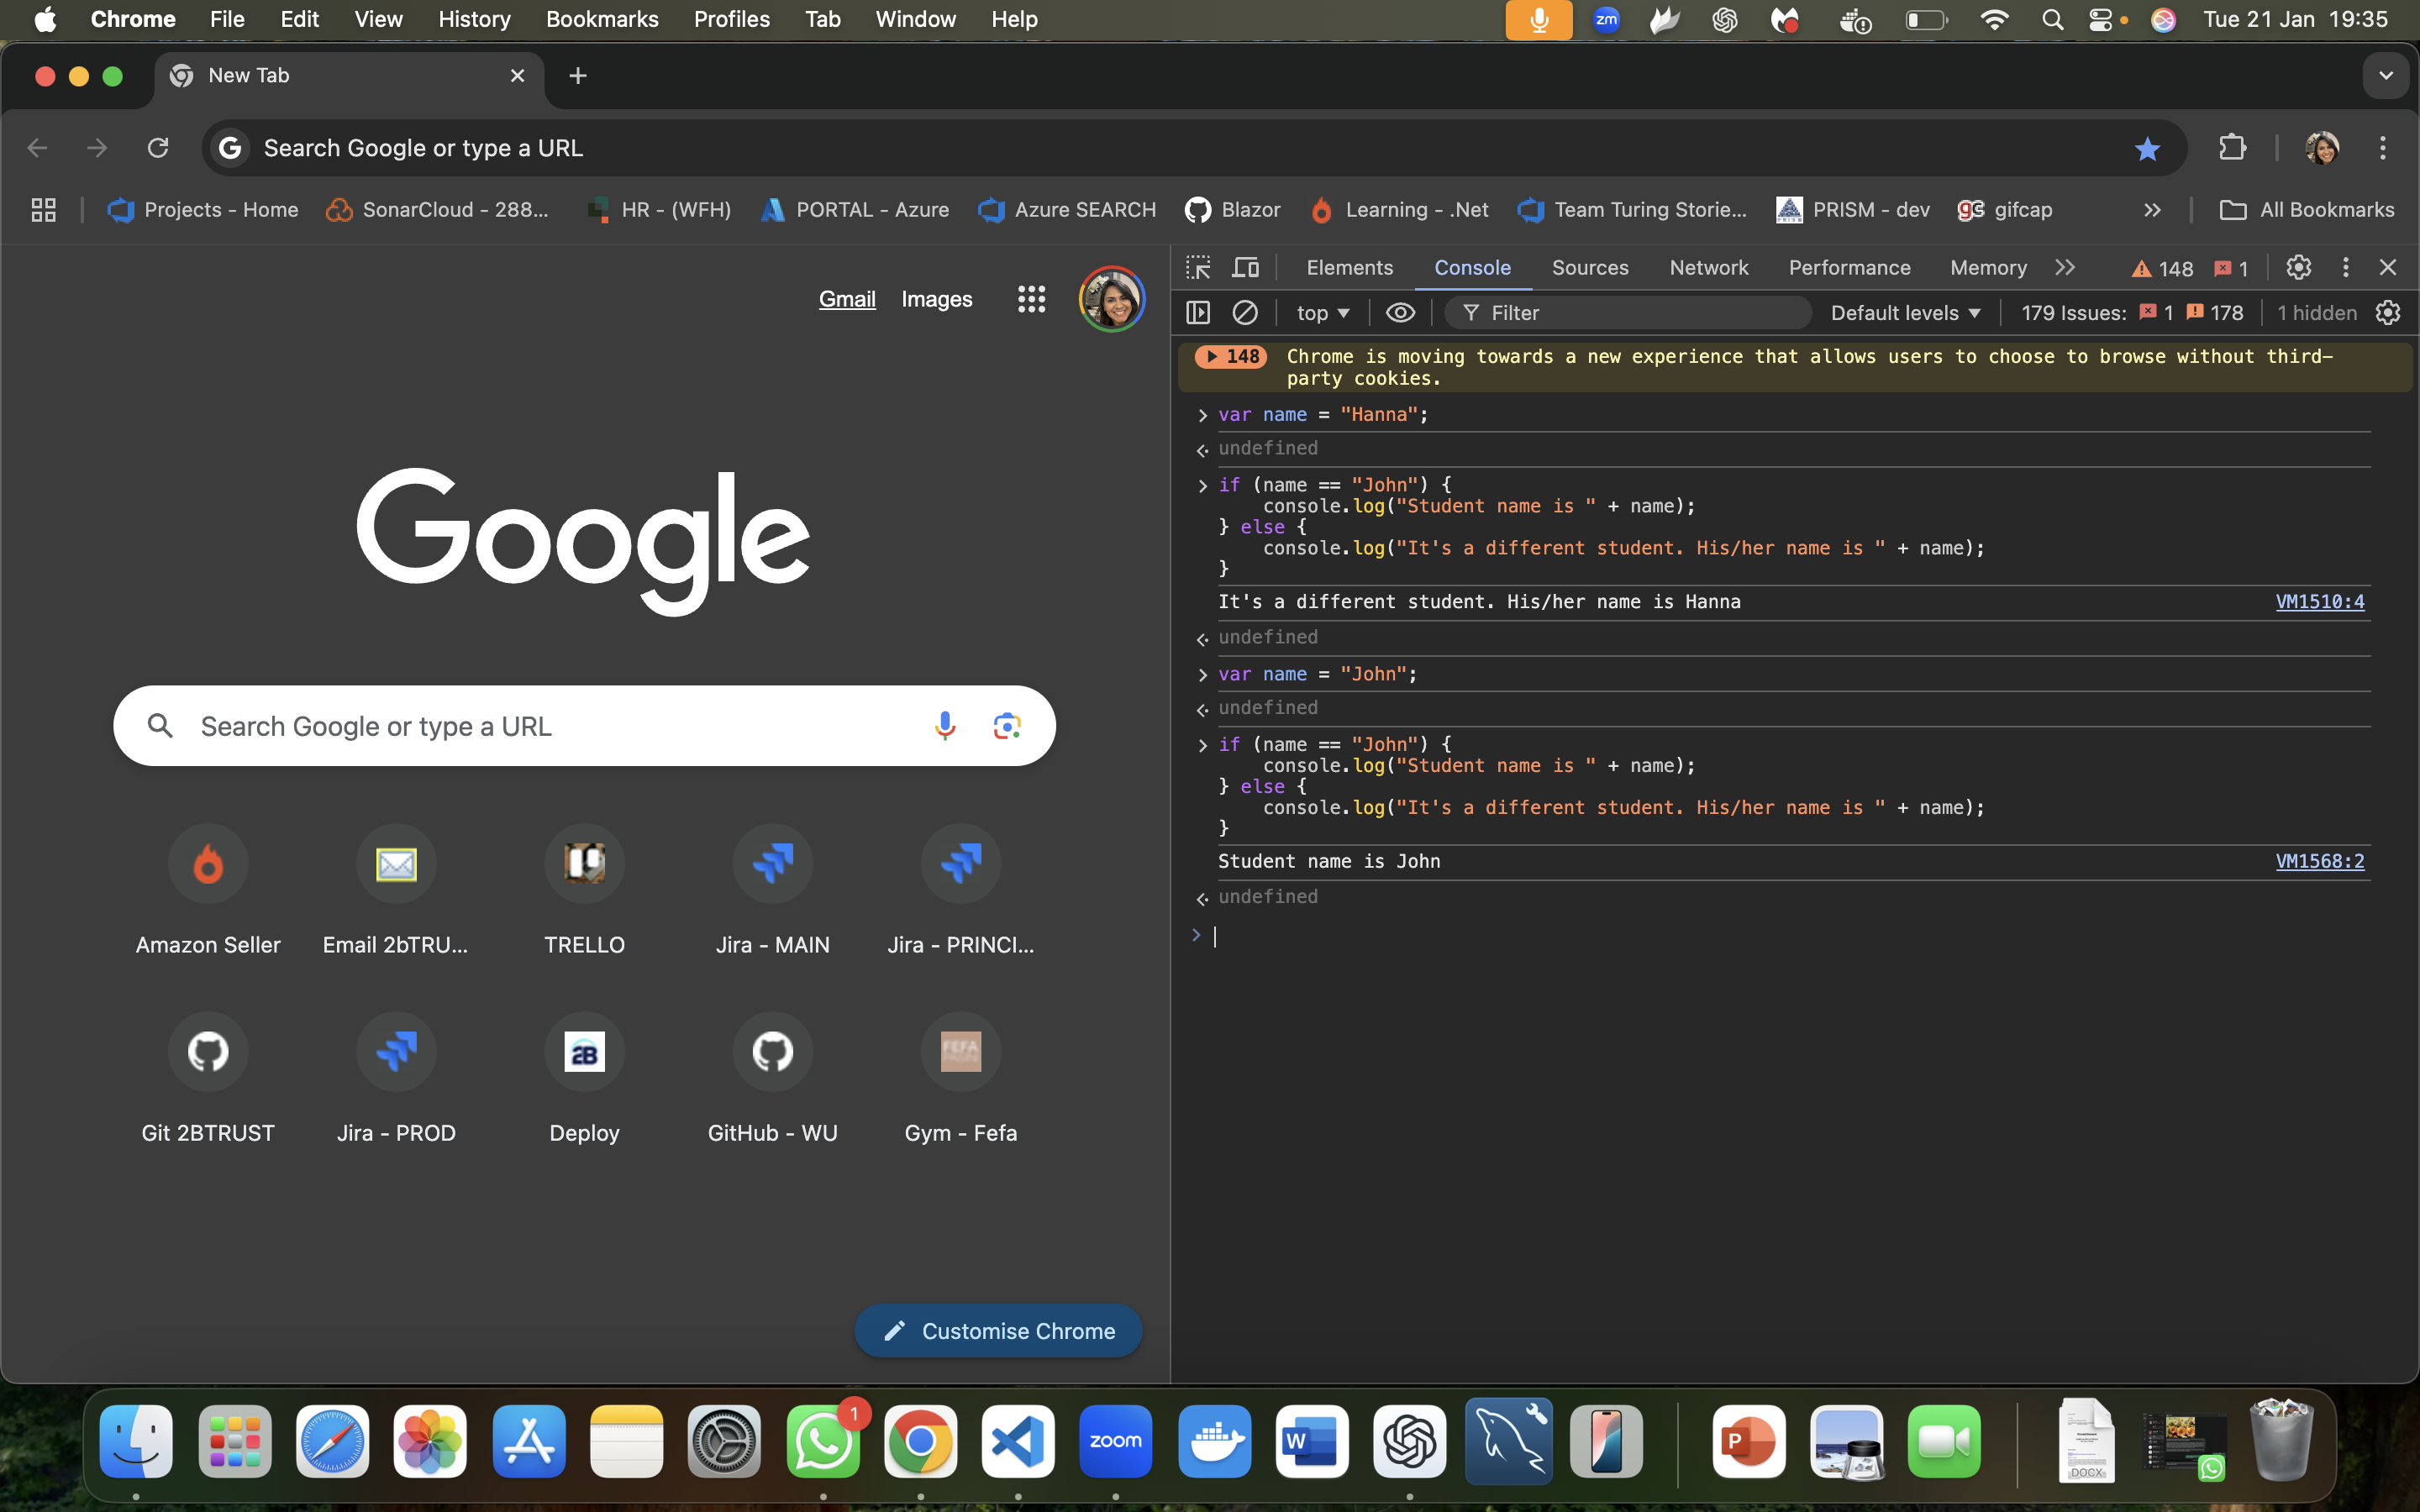 Chrome File Edit View History Bookmarks Profiles Tab Window Help zm Tue 21 Jan 19:35
New Tab
Search Google or type a URL
Projects - Home SonarCloud - 288... HR - (WFH) PORTAL - Azure Azure SEARCH Blazor Learning - .Net Team Turing Storie... PRISM - dev gifcap All Bookmarks
Gmail Images
Google
Search Google or type a URL
Amazon Seller Email 2bTRU... TRELLO Jira - MAIN Jira - PRINCI...
2B FEFA
Git 2BTRUST Jira - PROD Deploy GitHub - WU Gym - Fefa
Customise Chrome
Elements Console Sources Network Performance Memory 148 1
top Filter Default levels 179 Issues: 1 178 1 hidden
148 Chrome is moving towards a new experience that allows users to choose to browse without third-
party cookies.
> var name = "Hanna";
undefined
> if (name == "John") {
console.log("Student name is " + name);
} else {
console.log("It's a different student. His/her name is " + name);
}
It's a different student. His/her name is Hanna VM1510:4
undefined
> var name = "John";
undefined
> if (name == "John") {
console.log("Student name is " + name);
} else {
console.log("It's a different student. His/her name is " + name);
}
Student name is John VM1568:2
undefined
>
1
zoom W P DOCX